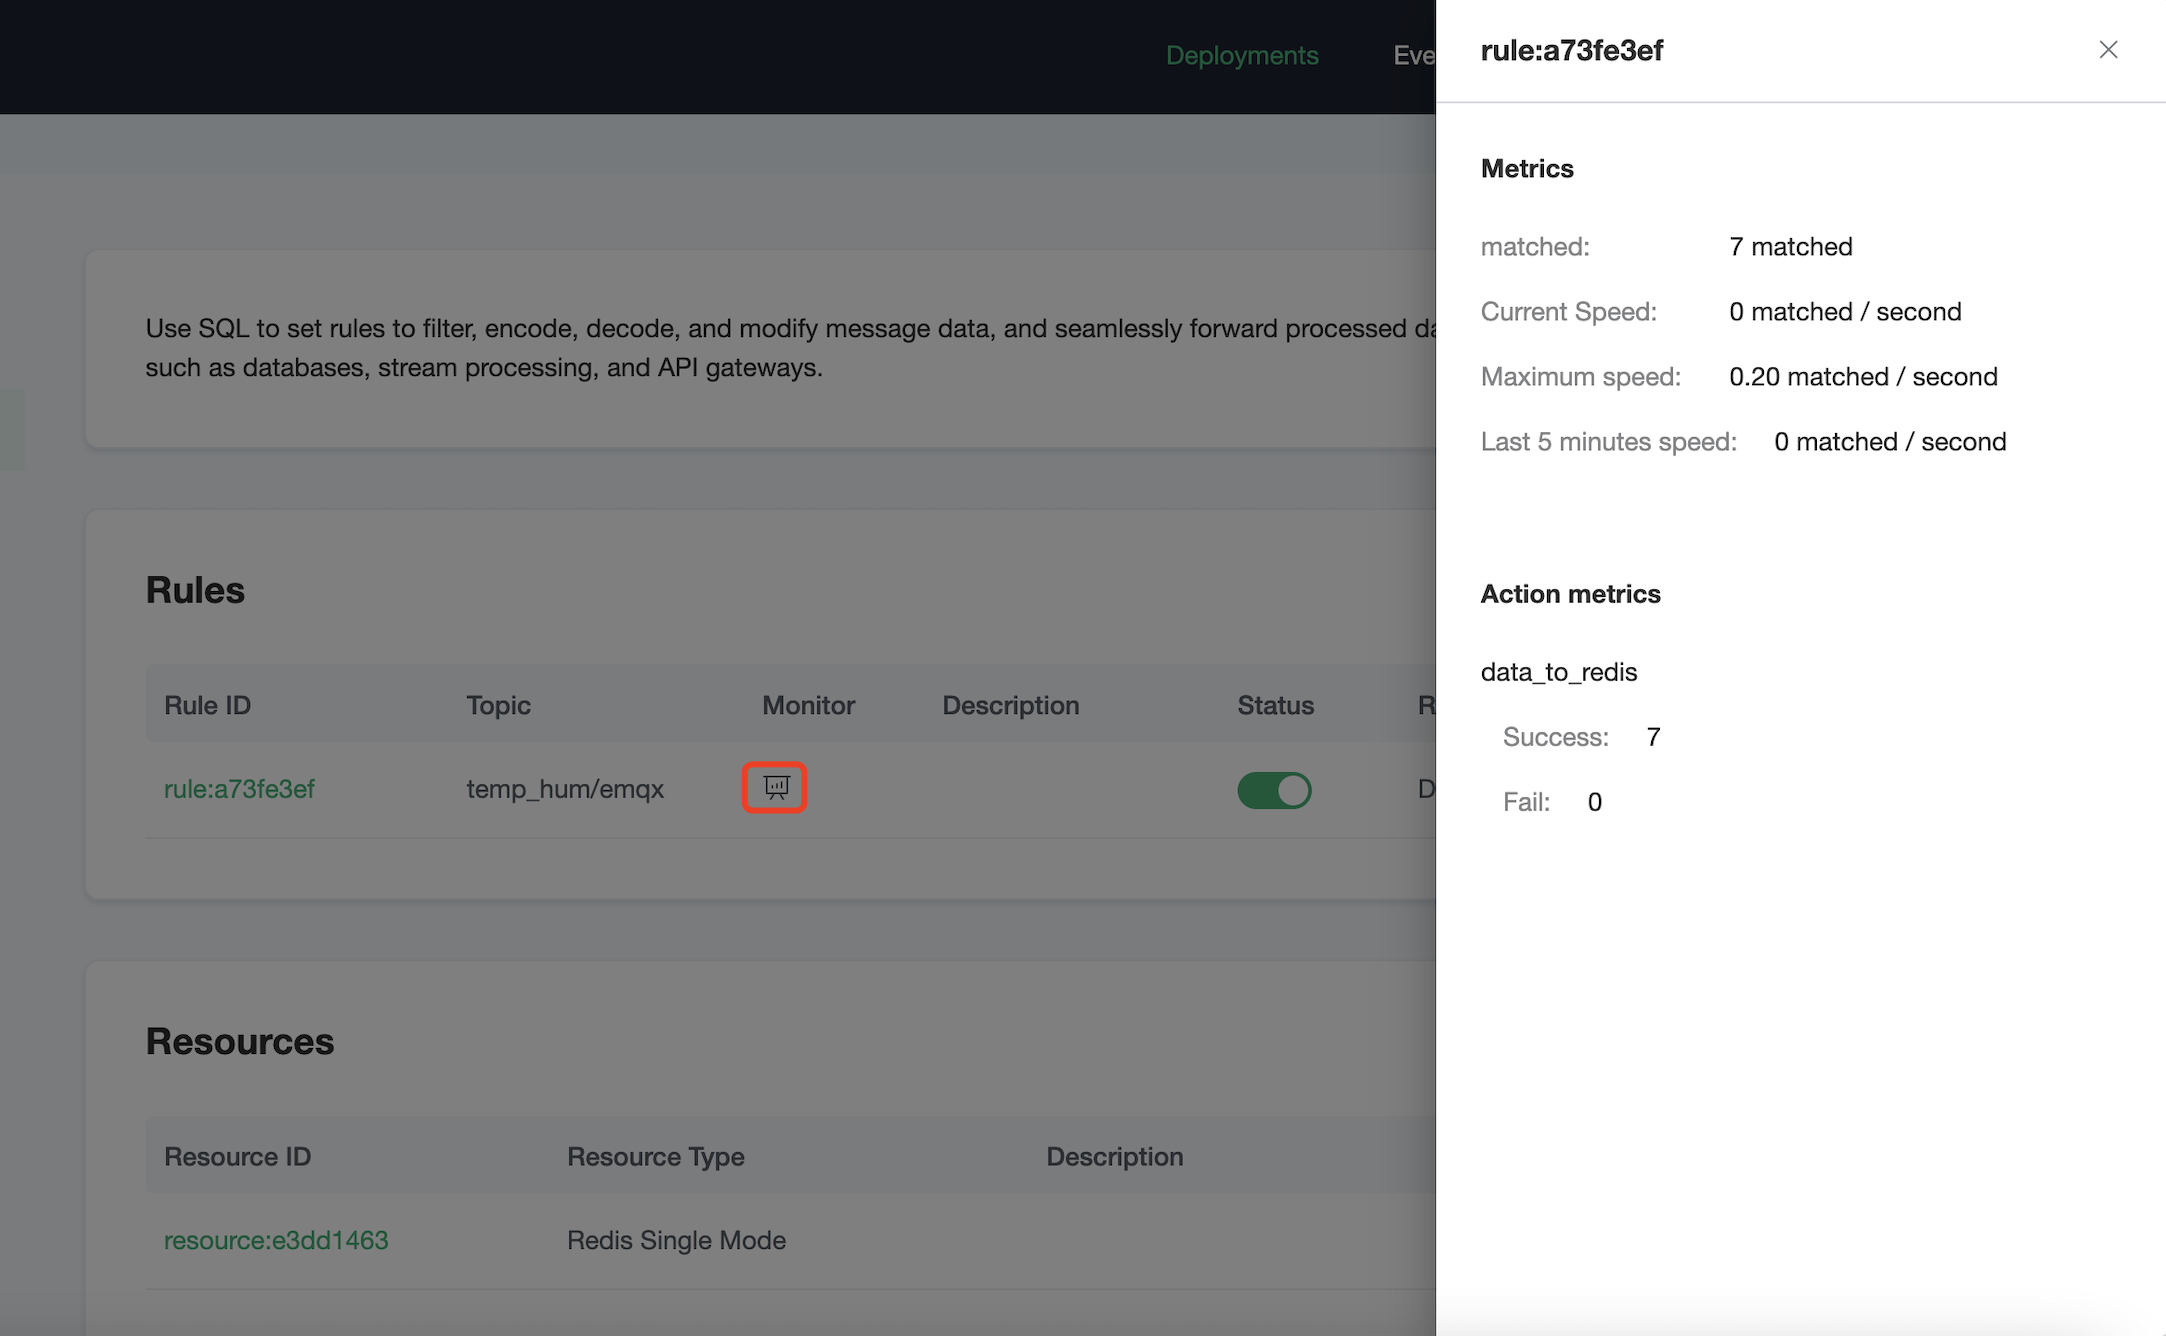 Deployments
Use SQL to set rules to filter, encode, decode, and modify message data, and seamlessly forward processed
such as databases, stream processing, and API gateways.
Rules
Rule ID Topic Monitor Description Status
rule:a73fe3ef temp_hum/emqx
Resources
Resource ID Resource Type Description
resource:e3dd1463 Redis Single Mode
rule:a73fe3ef
Metrics
matched: 7 matched
Current Speed: 0 matched / second
Maximum speed: 0.20 matched / second
Last 5 minutes speed: 0 matched / second
Action metrics
data_to_redis
Success: 7
Fail: 0